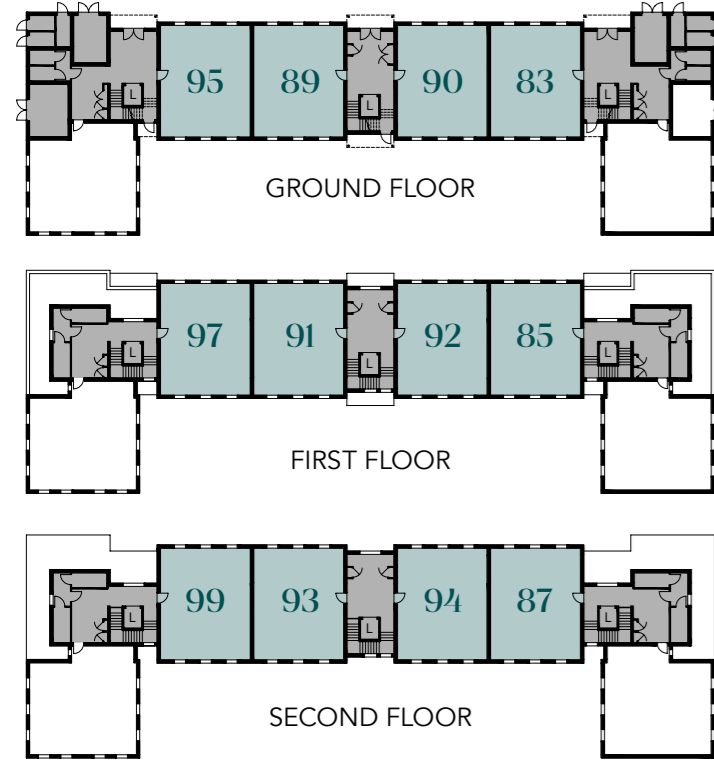 95 89 90 83
L L L
GROUND FLOOR
97 91 92 85
L L L
FIRST FLOOR
99 93 94 87
L L L
SECOND FLOOR